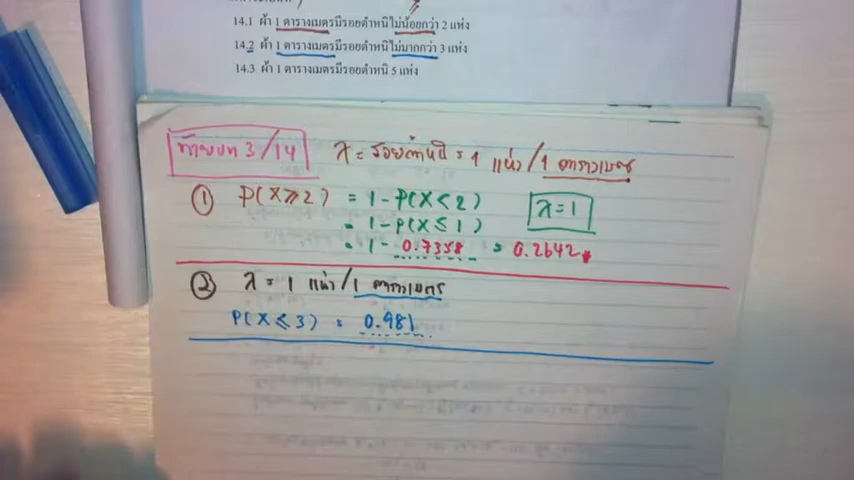 14.1 ผ้า 1 ตารางเมตรมีรอยตำหนิไม่น้อยกว่า 2 แห่ง
14.2 ผ้า 1 ตารางเมตรมีรอยตำหนิไม่มากกว่า 3 แห่ง
14.3 ผ้า 1 ตารางเมตรมีรอยตำหนิ 5 แห่ง
ท้ายบท 3/14 λ = รอยตำหนิ = 1 แห่ง / 1 ตารางเมตร
① P(X≥2) = 1-P(X<2) λ=1
= 1-P(X≤1)
= 1- 0.7358 = 0.2642
② λ = 1 แห่ง / 1 ตารางเมตร
P(X≤3) = 0.981